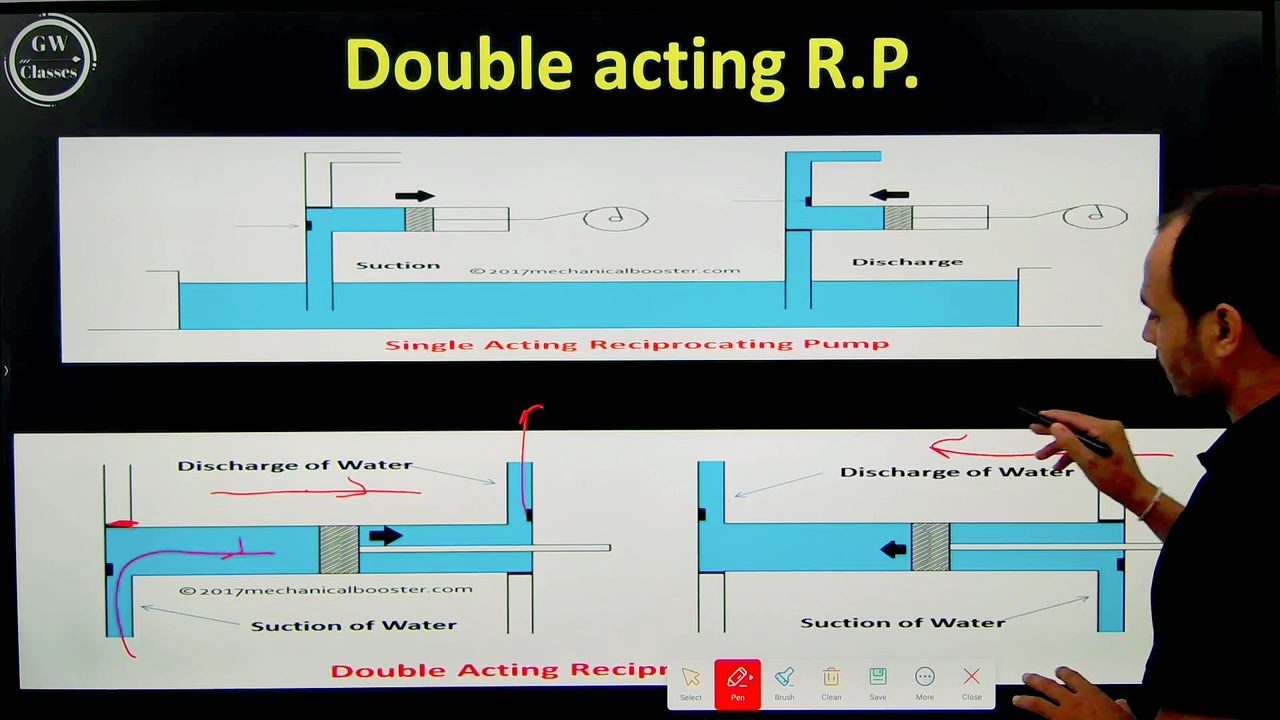 GW
Classes
Double acting R.P.
Suction
©2017mechanicalbooster.com
Discharge
Single Acting Reciprocating Pump
Discharge of Water
Discharge of Water
©2017mechanicalbooster.com
Suction of Water
Suction of Water
Double Acting Recipr
Select
Pen
Brush
Clean
Save
More
Close